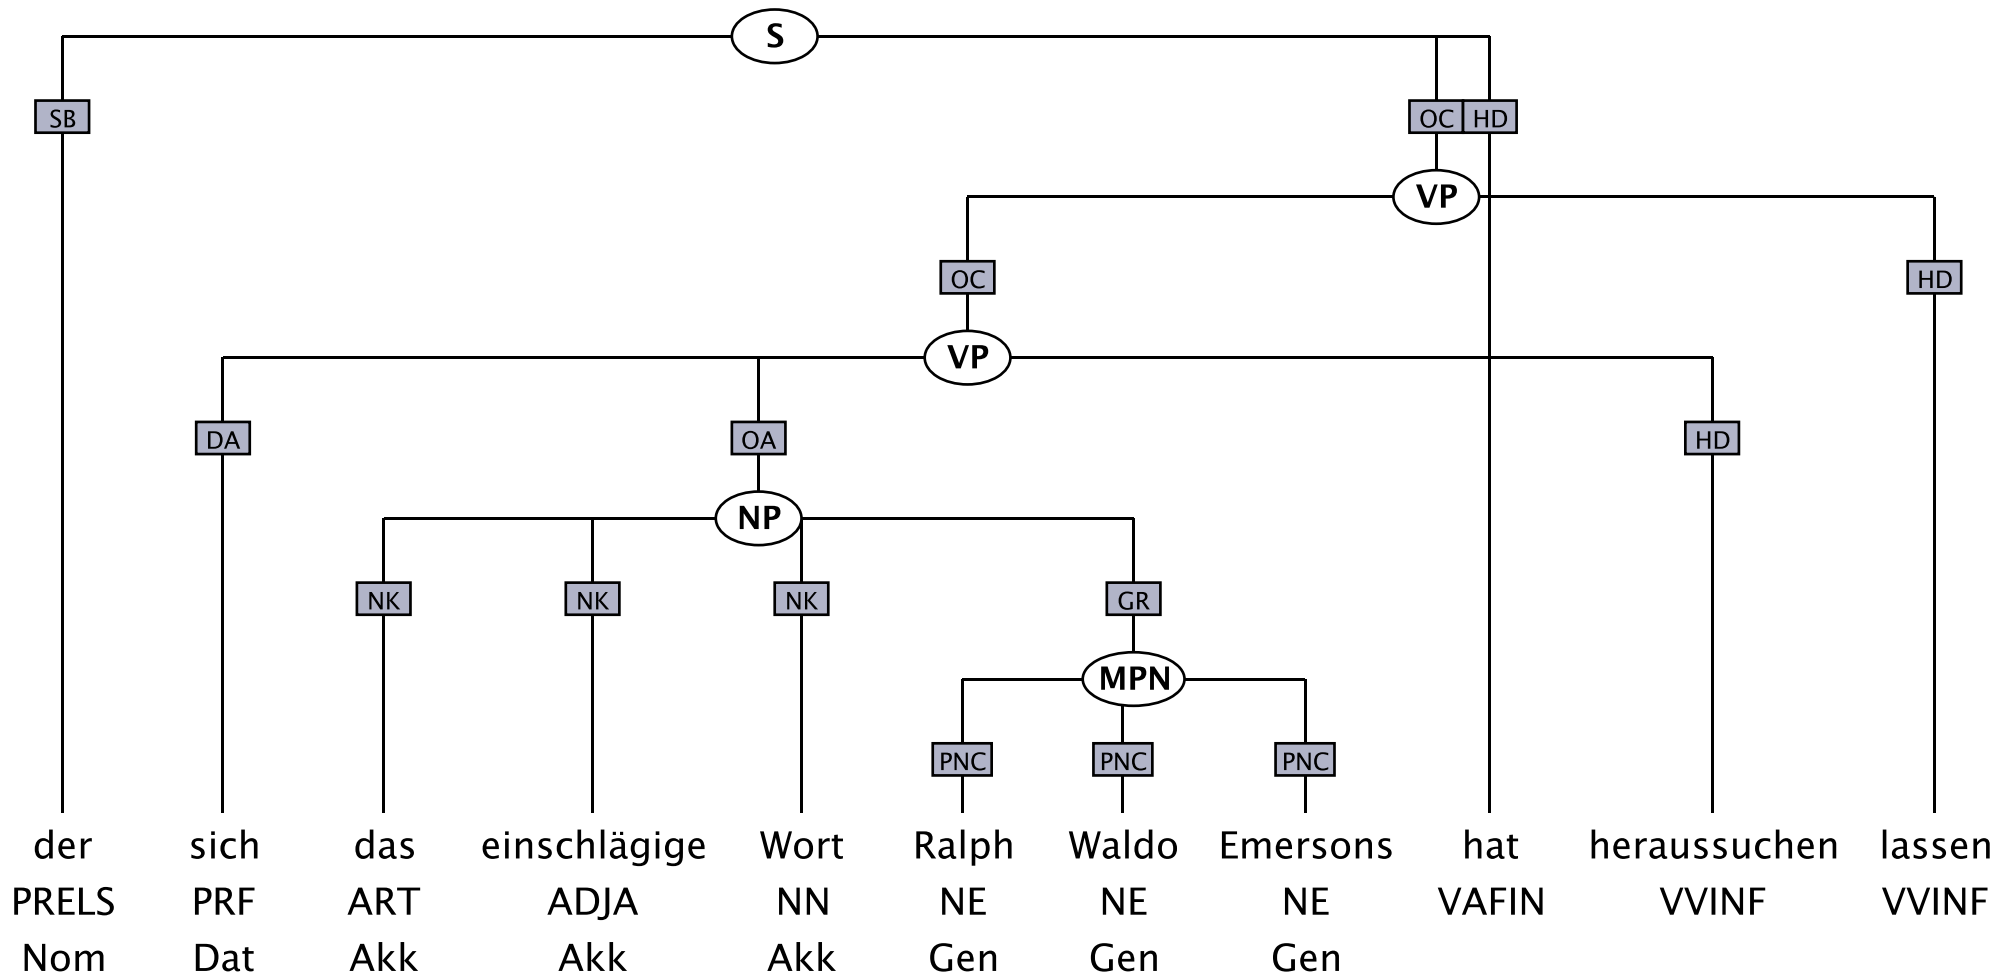 S
SB OC HD
VP
OC HD
VP
DA OA HD
NP
NK NK NK GR
MPN
PNC PNC PNC
der sich das einschlägige Wort Ralph Waldo Emersons hat heraussuchen lassen
PRELS PRF ART ADJA NN NE NE NE VAFIN VVINF VVINF
Nom Dat Akk Akk Akk Gen Gen Gen